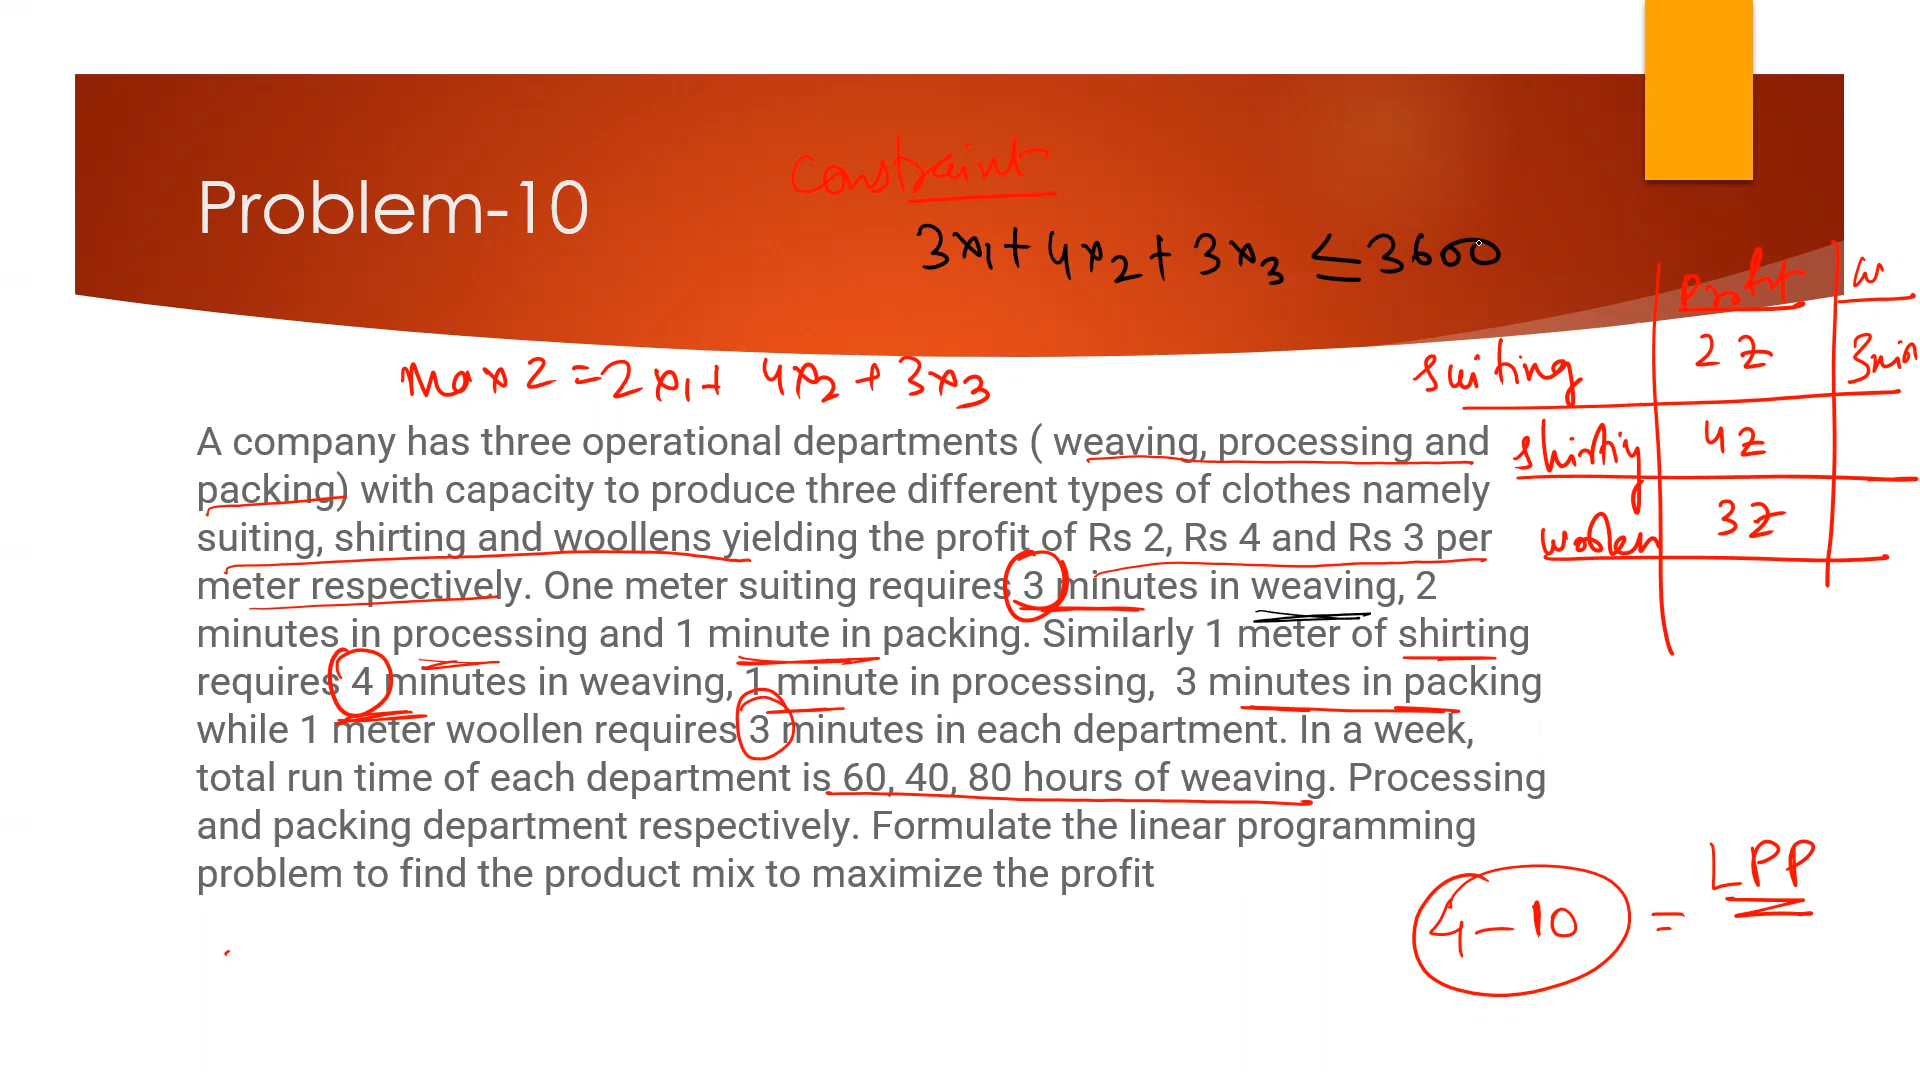 constraint
Problem-10
3x₁ + 4x₂ + 3x₃ ≤ 3600
Profit
w
max Z = 2x₁ + 4x₂ + 3x₃
suiting 2 Z 3min
shirtiy 4 Z
woolen 3 Z
A company has three operational departments ( weaving, processing and
packing) with capacity to produce three different types of clothes namely
suiting, shirting and woollens yielding the profit of Rs 2, Rs 4 and Rs 3 per
meter respectively. One meter suiting requires 3 minutes in weaving, 2
minutes in processing and 1 minute in packing. Similarly 1 meter of shirting
requires 4 minutes in weaving, 1 minute in processing, 3 minutes in packing
while 1 meter woollen requires 3 minutes in each department. In a week,
total run time of each department is 60, 40, 80 hours of weaving. Processing
and packing department respectively. Formulate the linear programming
problem to find the product mix to maximize the profit
LPP
4 – 10 =